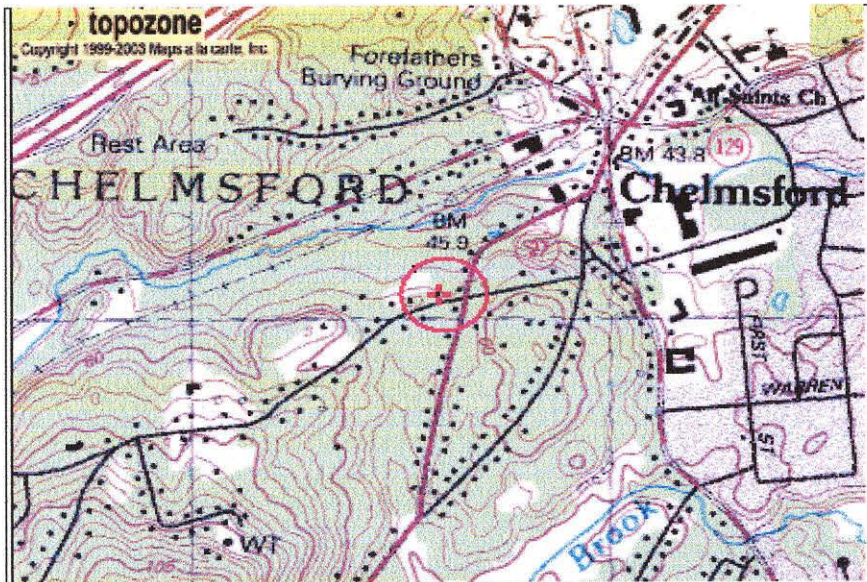 topozone
Copyright 1999-2003 Maps a la carte, Inc.
Forefathers
Burying Ground
All Saints Ch
Rest Area
BM 43.8
129
CHELMSFORD
Chelmsford
BM
45.9
60
WARREN
ST
WT
Brook